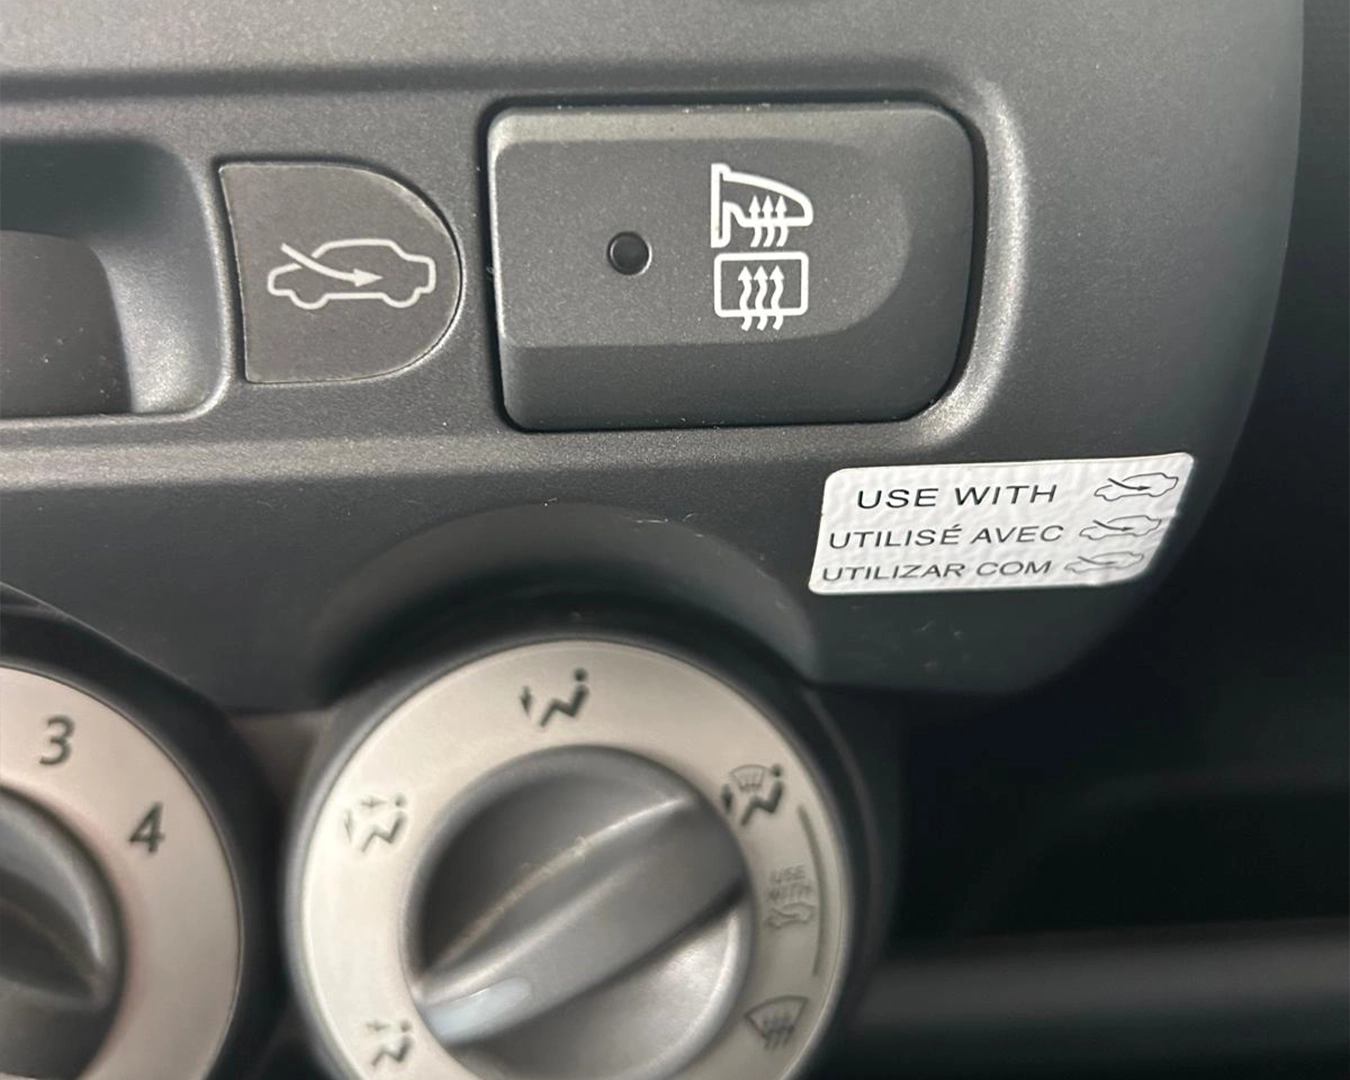 USE WITH
UTILISÉ AVEC
UTILIZAR COM
3
4
USE
WITH